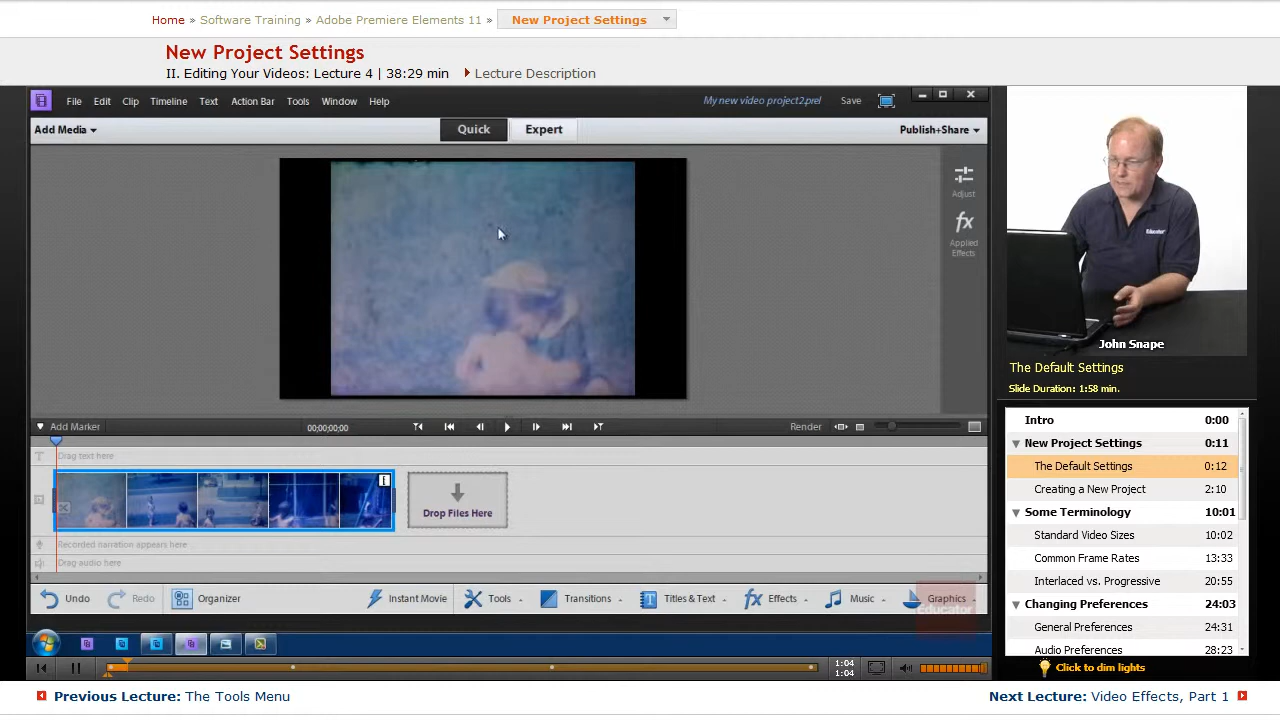 Home » Software Training » Adobe Premiere Elements 11 » New Project Settings
New Project Settings
II. Editing Your Videos: Lecture 4 | 38:29 min Lecture Description
File Edit Clip Timeline Text Action Bar Tools Window Help My new video project2.prel Save
Add Media Quick Expert Publish+Share
Adjust
fx
Applied
Effects
Add Marker 00;00;00;00 Render
Drag text here
Drop Files Here
Recorded narration appears here
Drag audio here
Undo Redo Organizer Instant Movie Tools Transitions Titles & Text Effects Music Graphics
Educator
1:04
1:04
Educator
John Snape
The Default Settings
Slide Duration: 1:58 min.
Intro 0:00
New Project Settings 0:11
The Default Settings 0:12
Creating a New Project 2:10
Some Terminology 10:01
Standard Video Sizes 10:02
Common Frame Rates 13:33
Interlaced vs. Progressive 20:55
Changing Preferences 24:03
General Preferences 24:31
Audio Preferences 28:23
Click to dim lights
Previous Lecture: The Tools Menu
Next Lecture: Video Effects, Part 1